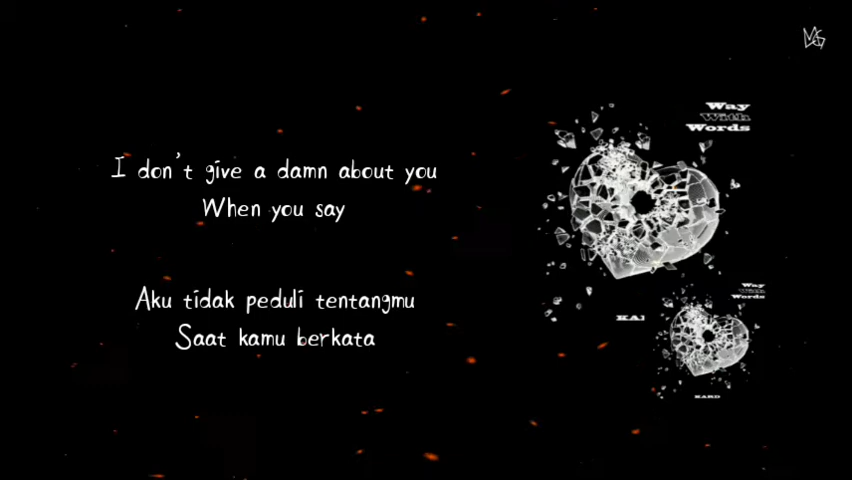 I don't give a damn about you
When you say
Aku tidak peduli tentangmu
Saat kamu berkata
Way
With
Words
Way
With
Words
KARD